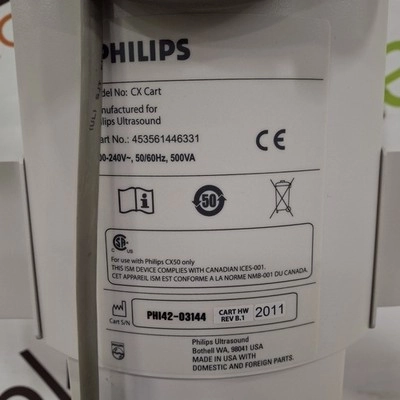 PHILIPS
del No: CX Cart
nufactured for
lips Ultrasound
art No: 453561446331
00-240V~, 50/60Hz, 500VA
CE
i
50
CSA
C US
For use with Philips CX50 only
THIS ISM DEVICE COMPLIES WITH CANADIAN ICES-001.
CET APPAREIL ISM EST CONFORME A LA NORME NMB-001 DU CANADA.
Cart S/N
PHI42-03144
CART HW
REV B.1
2011
PHILIPS
Philips Ultrasound
Bothell WA, 98041 USA
MADE IN USA WITH
DOMESTIC AND FOREIGN PARTS.